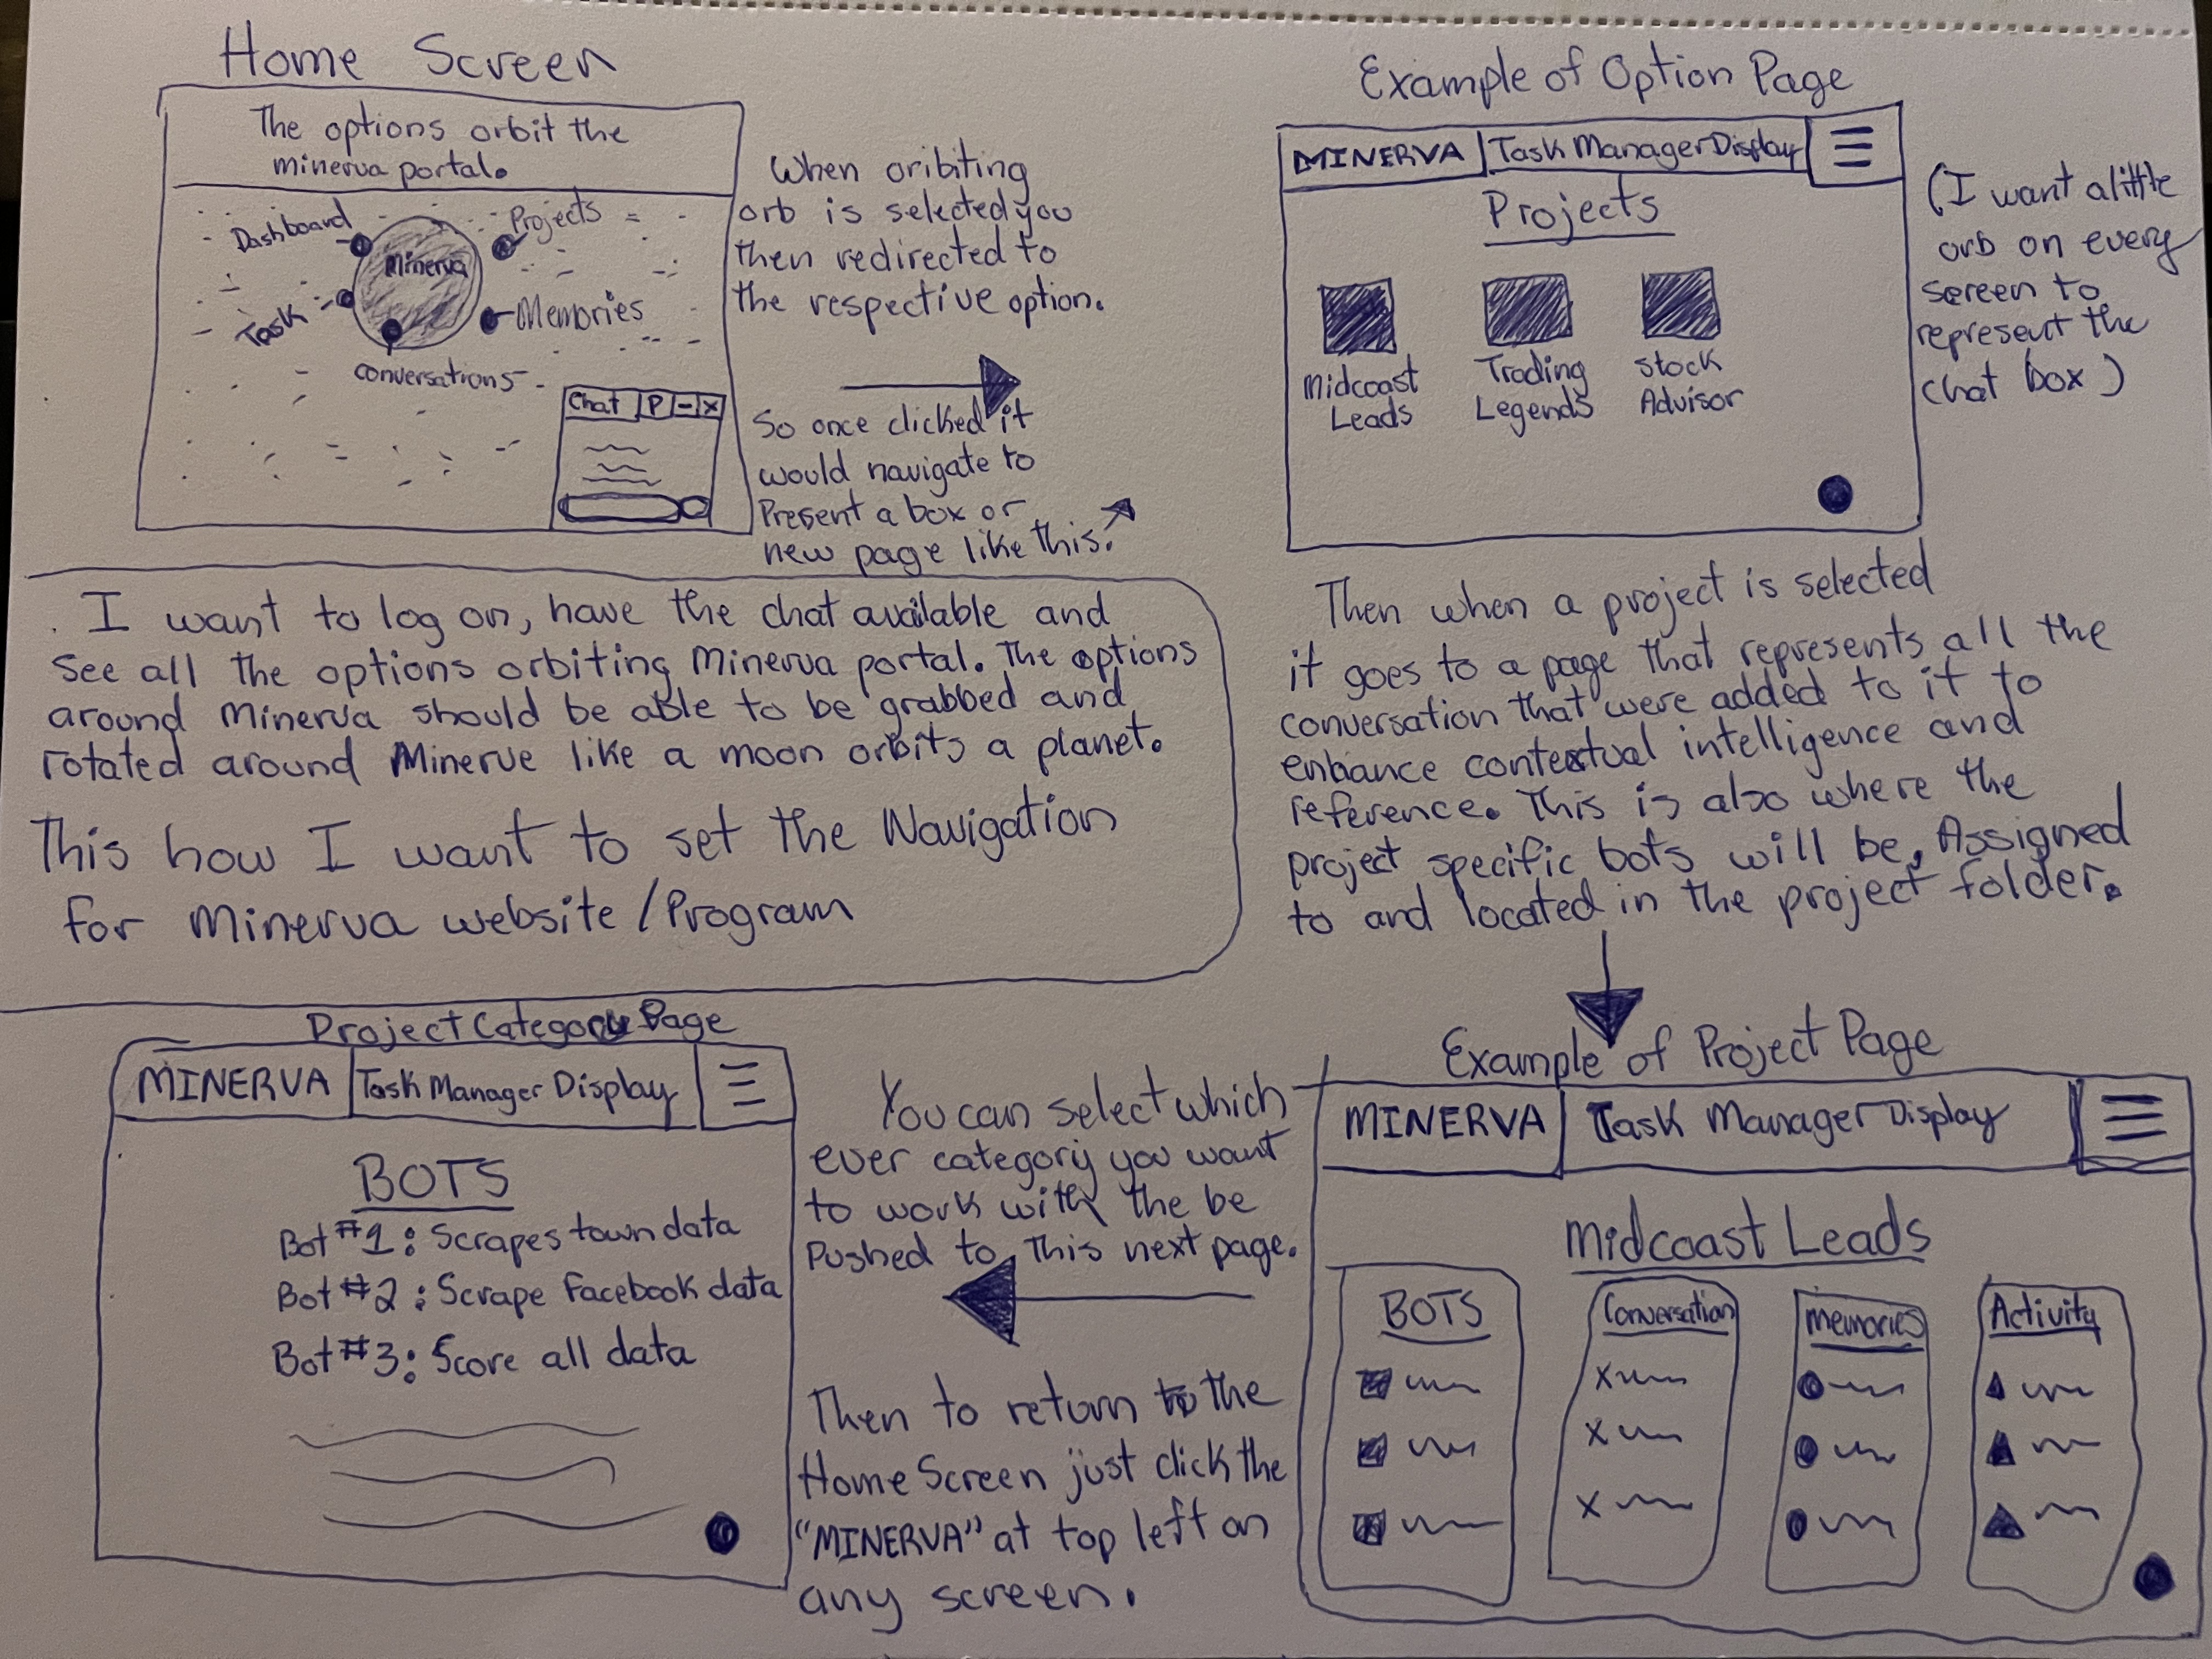 Home Screen
The options orbit the
minerva portal.
Dashboard
Projects
Task
Minerva
Memories
conversations
Chat | P | - | x
When oribiting
orb is selected you
then redirected to
the respective option.
So once clicked it
would navigate to
Present a box or
new page like this.
Example of Option Page
MINERVA | Task Manager Display
Projects
Midcoast
Leads
Trading
Legends
Stock
Advisor
(I want a little
orb on every
screen to
represent the
chat box)
I want to log on, have the chat available and
see all the options orbiting minerva portal. The options
around minerva should be able to be grabbed and
rotated around Minerve like a moon orbits a planet.
This how I want to set the Navigation
for Minerva website/Program
Then when a project is selected
it goes to a page that represents all the
conversation that were added to it to
enhance contextual intelligence and
reference. This is also where the
project specific bots will be, Assigned
to and located in the project folder.
Example of Project Page
MINERVA | Task Manager Display
Midcoast Leads
BOTS
Conversation
x
x
x
memories
Activity
You can select which
ever category you want
to work with the be
Pushed to this next page.
Project Category Page
MINERVA | Task Manager Display
BOTS
Bot #1: Scrapes town data
Bot #2: Scrape Facebook data
Bot #3: Score all data
Then to return to the
Home Screen just click the
"MINERVA" at top left on
any screen.